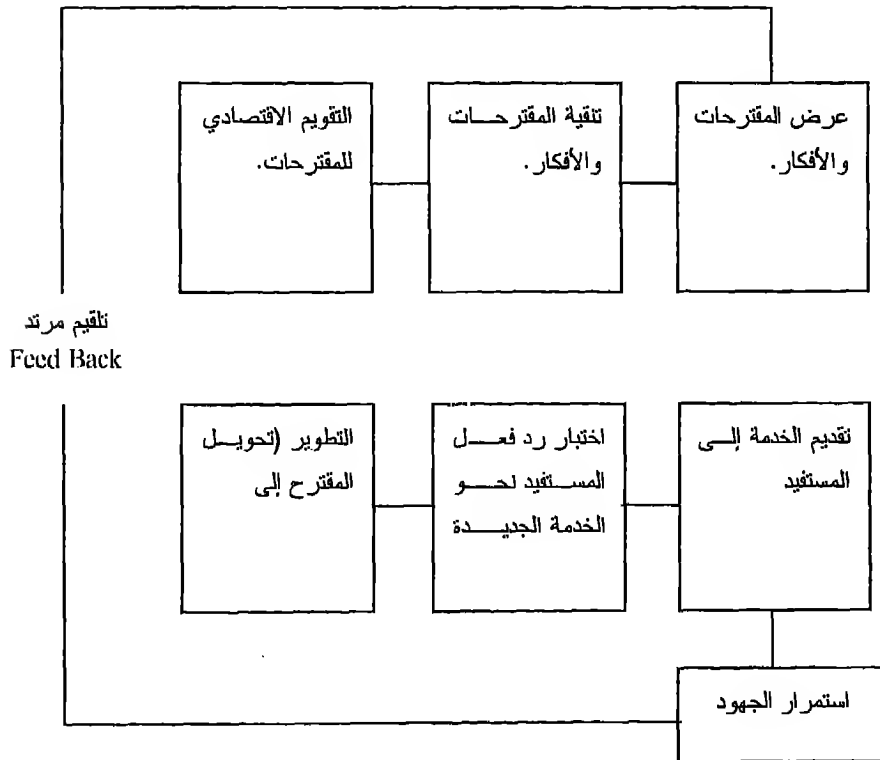 عرض المقترحات
والأفكار.
تنقية المقترحات
والأفكار.
التقويم الاقتصادي
للمقترحات.
تلقيم مرتد
Feed Back
تقديم الخدمة إلى
المستفيد
اختبار رد فعل
المستفيد نحو
الخدمة الجديدة
التطوير (تحويل
المقترح إلى
استمرار الجهود